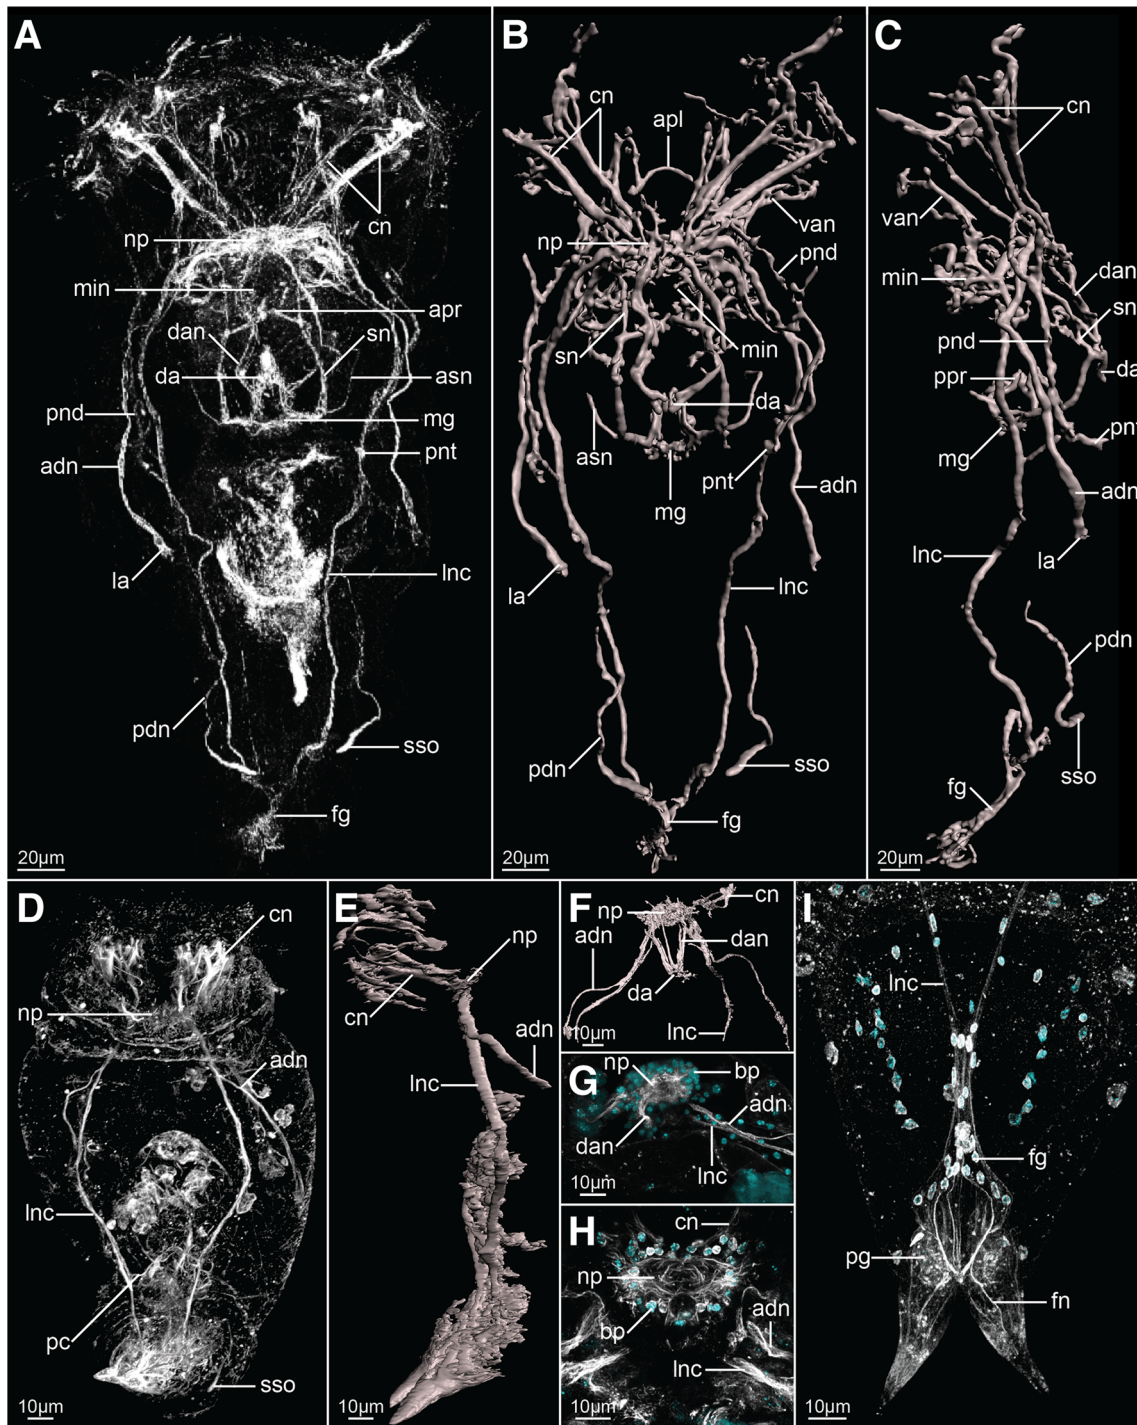 A
cn
np
min
apr
dan
sn
da
asn
pnd
mg
adn
pnt
la
lnc
pdn
sso
fg
20µm
B
cn
apl
van
np
pnd
sn
min
da
asn
pnt
adn
mg
la
lnc
pdn
sso
fg
20µm
C
cn
van
min
dan
sn
pnd
ppr
da
pnt
mg
adn
lnc
la
pdn
sso
fg
20µm
D
cn
np
adn
lnc
pc
sso
10µm
E
np
cn
adn
lnc
10µm
F
np
cn
adn
dan
da
lnc
10µm
G
np
bp
adn
dan
lnc
10µm
H
cn
np
adn
bp
lnc
10µm
I
lnc
fg
pg
fn
10µm